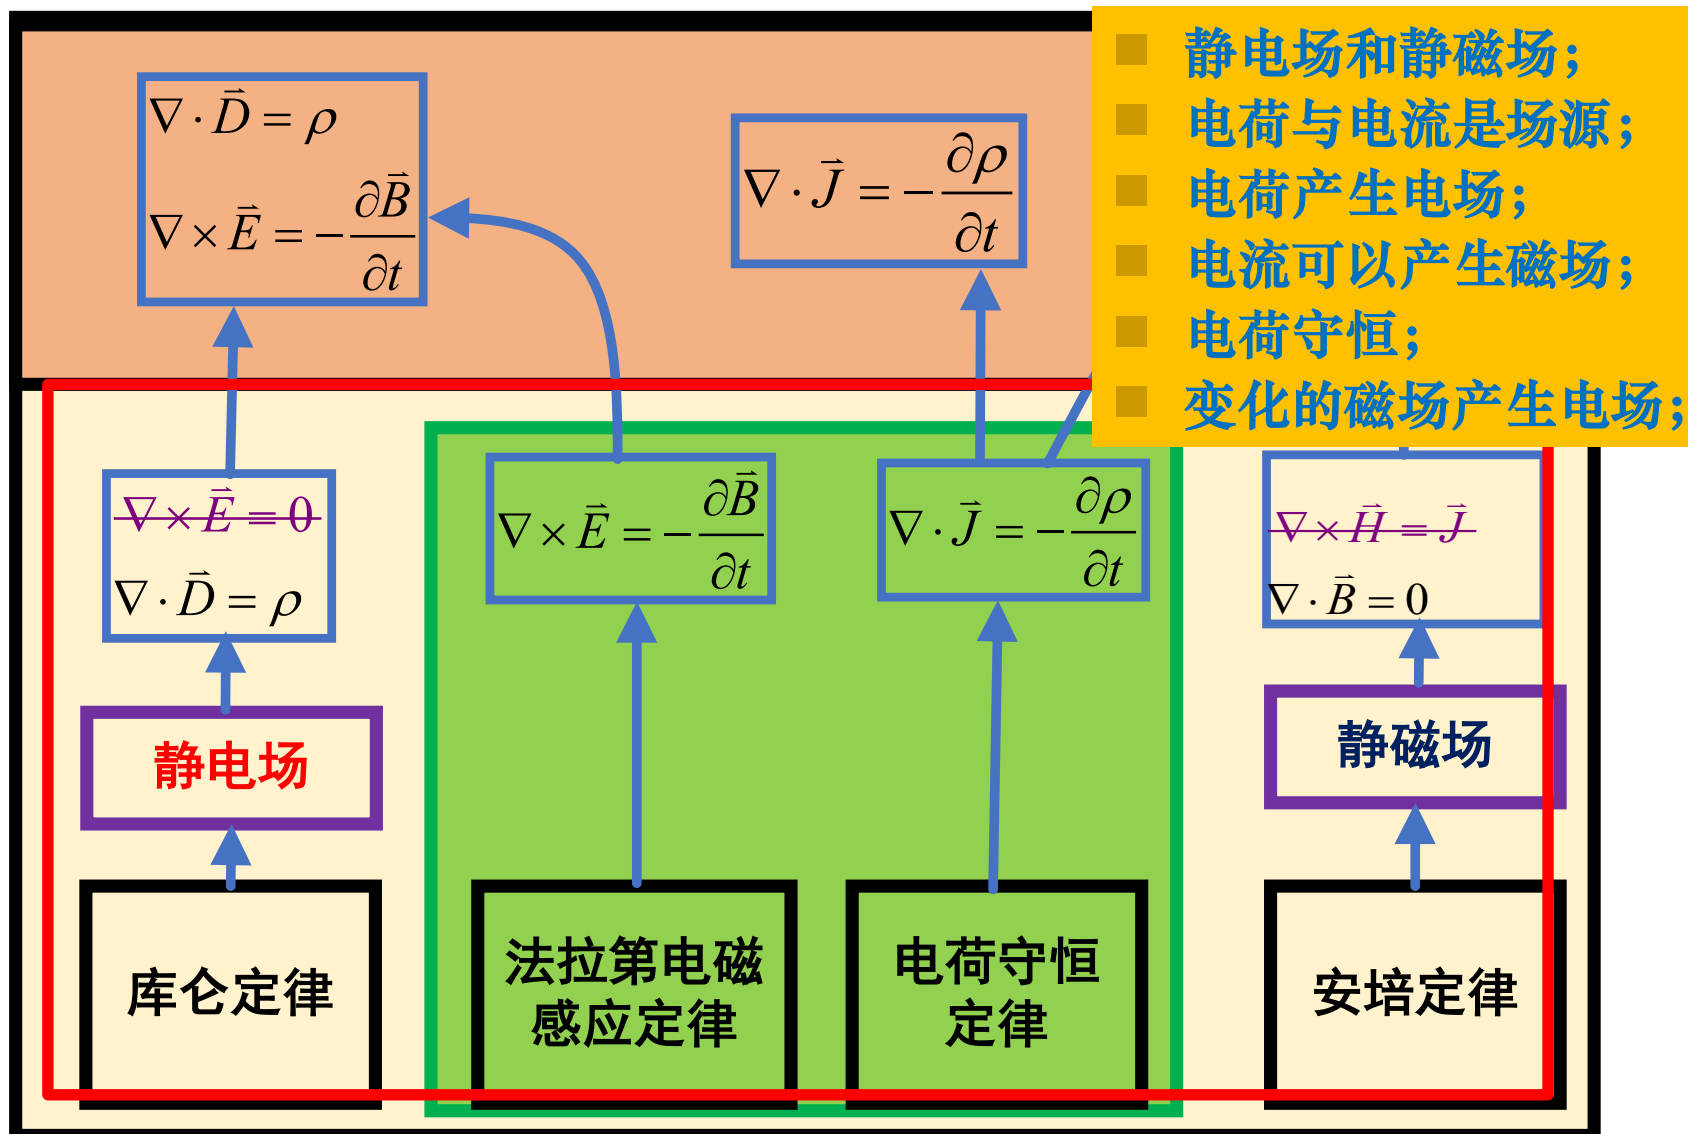 静电场和静磁场；
电荷与电流是场源；
电荷产生电场；
电流可以产生磁场；
电荷守恒；
变化的磁场产生电场；
∇·D⃗ = ρ
∇×E⃗ = −∂B⃗/∂t
∇·J⃗ = −∂ρ/∂t
∇×E⃗ = 0
∇·D⃗ = ρ
∇×E⃗ = −∂B⃗/∂t
∇·J⃗ = −∂ρ/∂t
∇×H⃗ = J⃗
∇·B⃗ = 0
静电场
静磁场
库仑定律
法拉第电磁
感应定律
电荷守恒
定律
安培定律